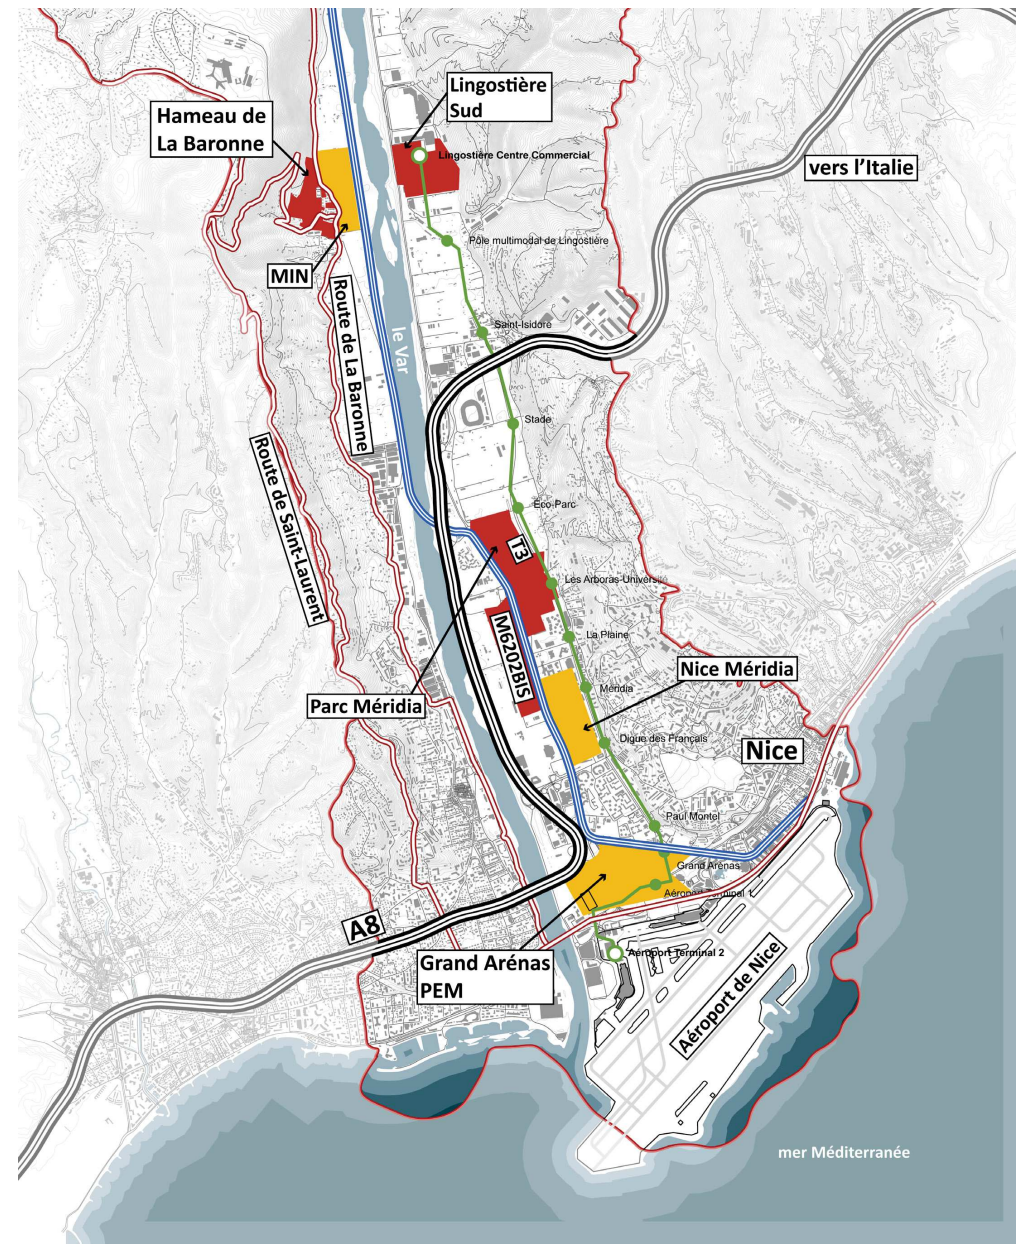 Lingostière
Sud
Hameau de
La Baronne
Lingostière Centre Commercial
vers l’Italie
Pôle multimodal de Lingostière
MIN
Route de La Baronne
le Var
Saint-Isidore
Stade
Route de Saint-Laurent
Eco-Parc
T3
Les Arboras-Université
M6202BIS
La Plaine
Nice Méridia
Méridia
Parc Méridia
Digue des Français
Nice
Paul Montel
Grand Arénas
Aéroport Terminal 1
A8
Grand Arénas
PEM
Aéroport Terminal 2
Aéroport de Nice
mer Méditerranée